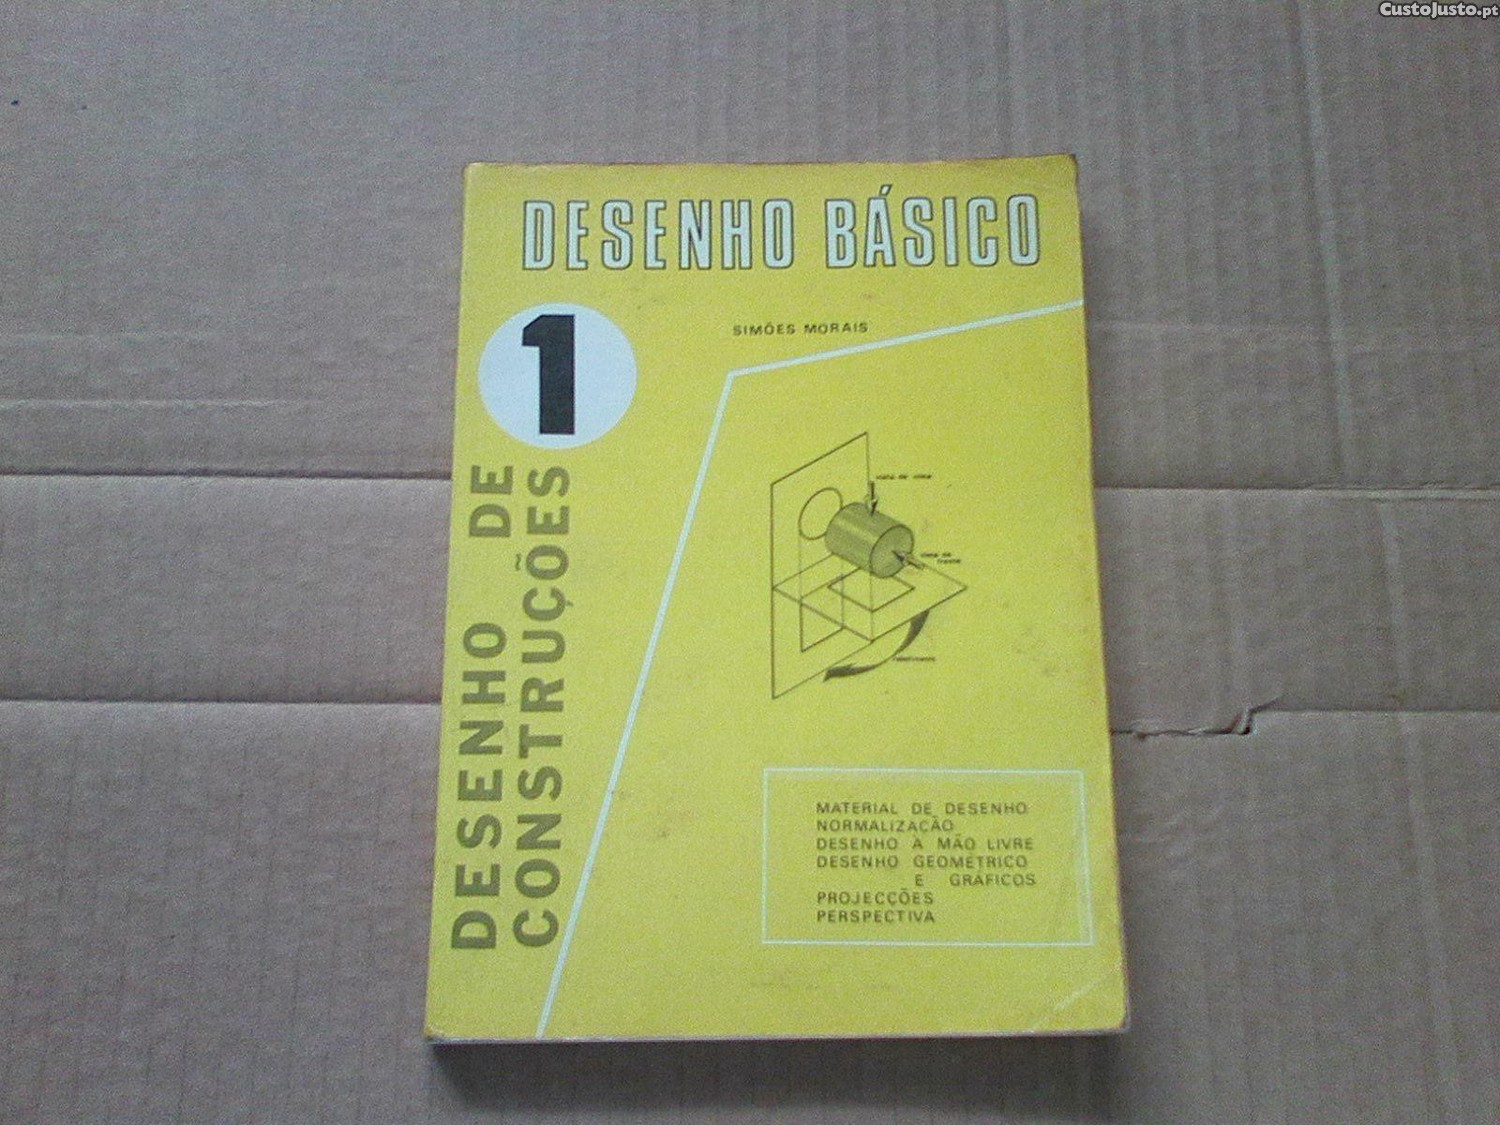 CustoJusto.pt
DESENHO BÁSICO
1
SIMÕES MORAIS
DESENHO DE
CONSTRUÇÕES
MATERIAL DE DESENHO
NORMALIZAÇÃO
DESENHO À MÃO LIVRE
DESENHO GEOMÉTRICO
E GRÁFICOS
PROJECÇÕES
PERSPECTIVA